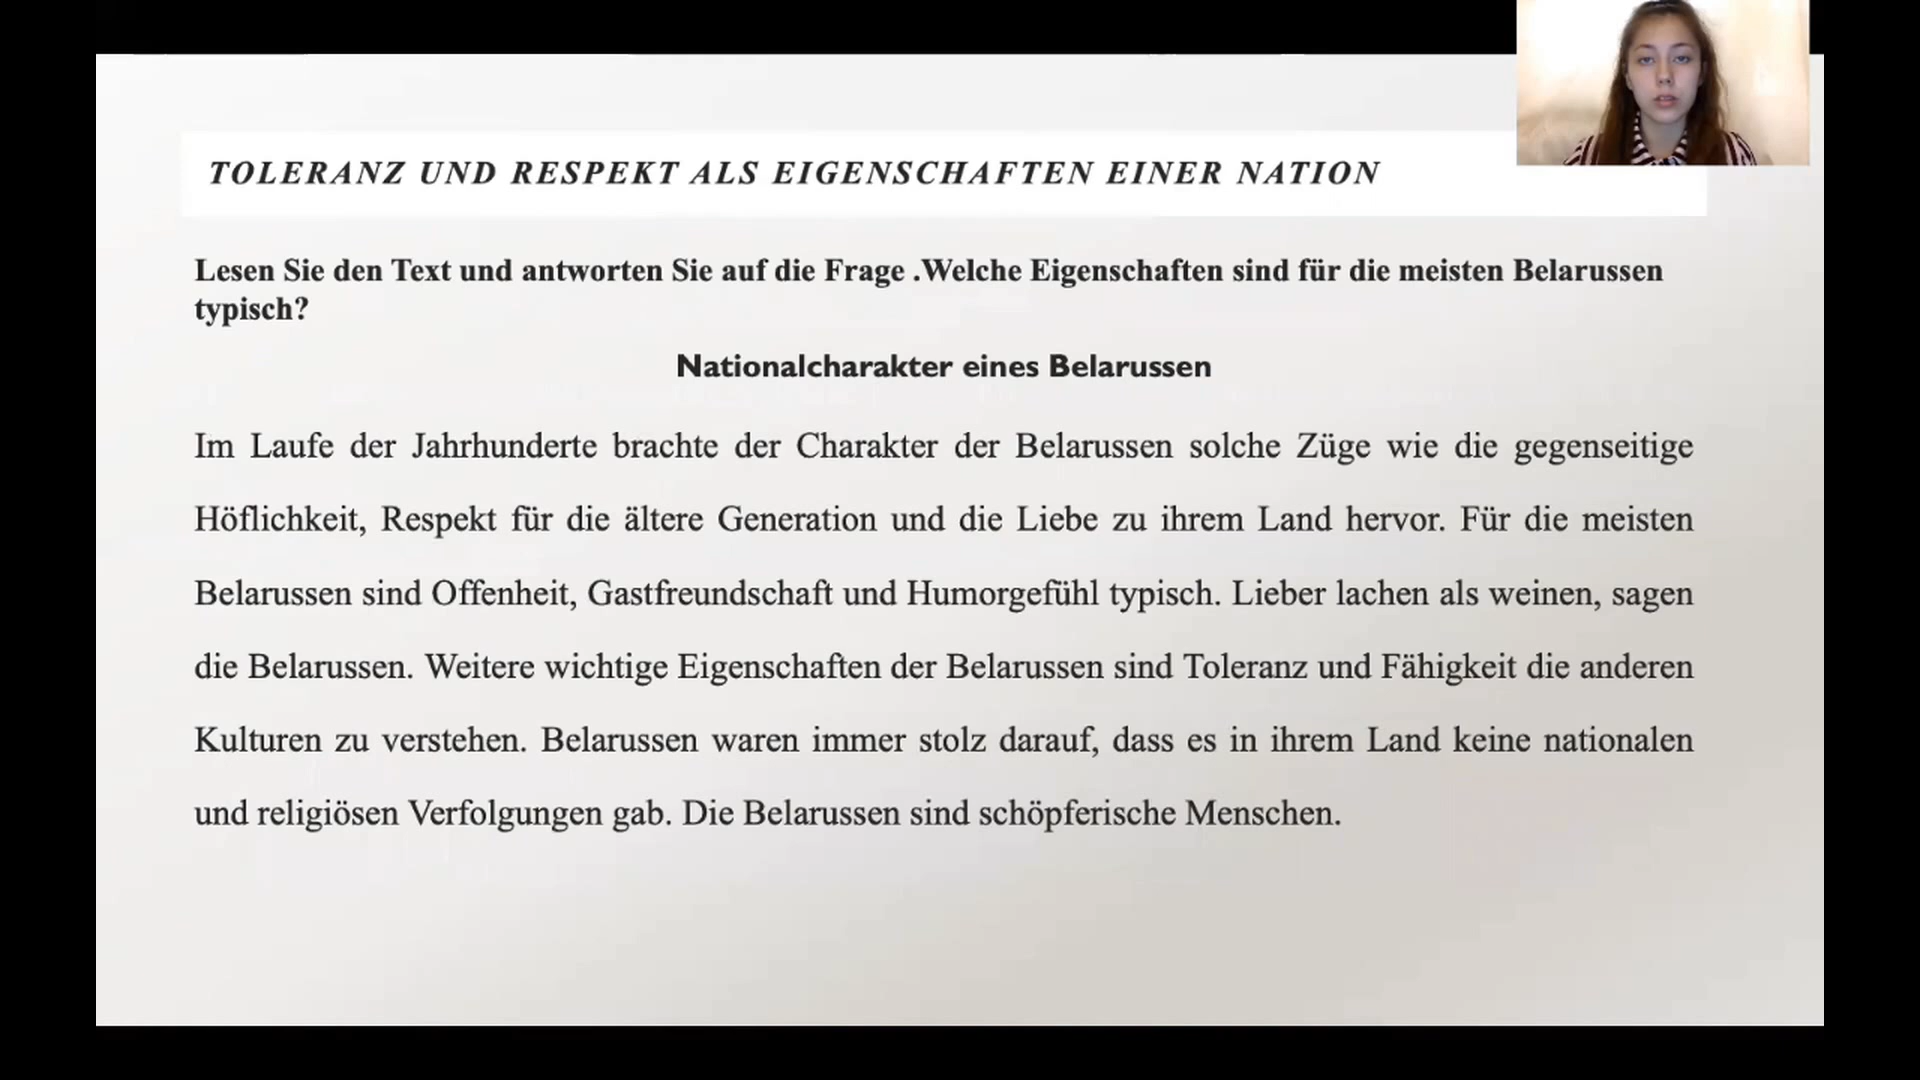 TOLERANZ UND RESPEKT ALS EIGENSCHAFTEN EINER NATION
Lesen Sie den Text und antworten Sie auf die Frage .Welche Eigenschaften sind für die meisten Belarussen
typisch?
Nationalcharakter eines Belarussen
Im Laufe der Jahrhunderte brachte der Charakter der Belarussen solche Züge wie die gegenseitige
Höflichkeit, Respekt für die ältere Generation und die Liebe zu ihrem Land hervor. Für die meisten
Belarussen sind Offenheit, Gastfreundschaft und Humorgefühl typisch. Lieber lachen als weinen, sagen
die Belarussen. Weitere wichtige Eigenschaften der Belarussen sind Toleranz und Fähigkeit die anderen
Kulturen zu verstehen. Belarussen waren immer stolz darauf, dass es in ihrem Land keine nationalen
und religiösen Verfolgungen gab. Die Belarussen sind schöpferische Menschen.